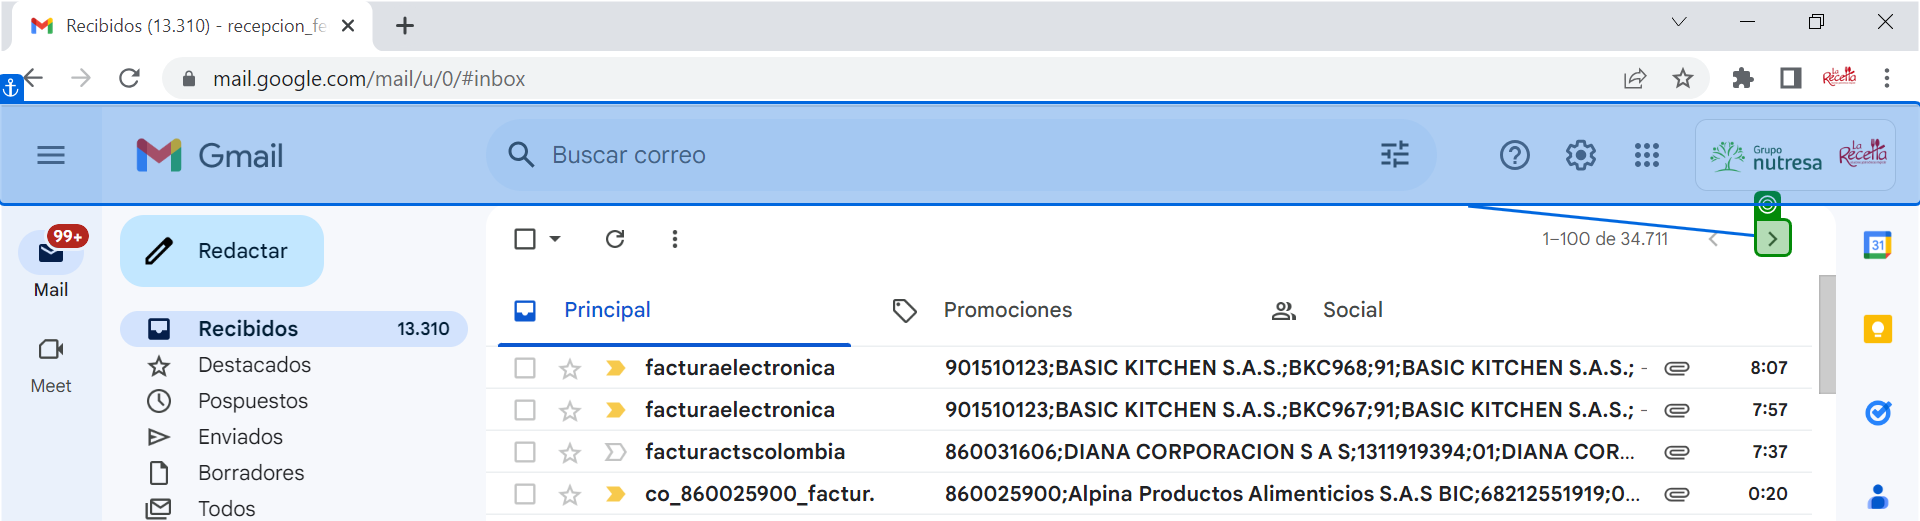 Recibidos (13.310) - recepcion_fe
mail.google.com/mail/u/0/#inbox
La Receta
Gmail
Buscar correo
Grupo nutresa
La Receta
99+
Mail
Meet
Redactar
Recibidos 13.310
Destacados
Pospuestos
Enviados
Borradores
Todos
1–100 de 34.711
31
Principal Promociones Social
facturaelectronica 901510123;BASIC KITCHEN S.A.S.;BKC968;91;BASIC KITCHEN S.A.S.; - 8:07
facturaelectronica 901510123;BASIC KITCHEN S.A.S.;BKC967;91;BASIC KITCHEN S.A.S.; - 7:57
facturactscolombia 860031606;DIANA CORPORACION S A S;1311919394;01;DIANA COR... 7:37
co_860025900_factur. 860025900;Alpina Productos Alimenticios S.A.S BIC;68212551919;0... 0:20